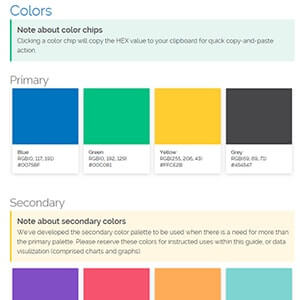 Colors
Note about color chips
Clicking a color chip will copy the HEX value to your clipboard for quick copy-and-paste
action.
Primary
Blue
RGB(0, 117, 191)
#0075BF
Green
RGB(0, 192, 129)
#00C081
Yellow
RGB(255, 206, 43)
#FFCE2B
Grey
RGB(69, 69, 71)
#454547
Secondary
Note about secondary colors
We've developed the secondary color palette to be used when there is a need for more than
the primary palette. Please reserve these colors for instructed uses within this guide, or data
visulization (comprised charts and graphs).